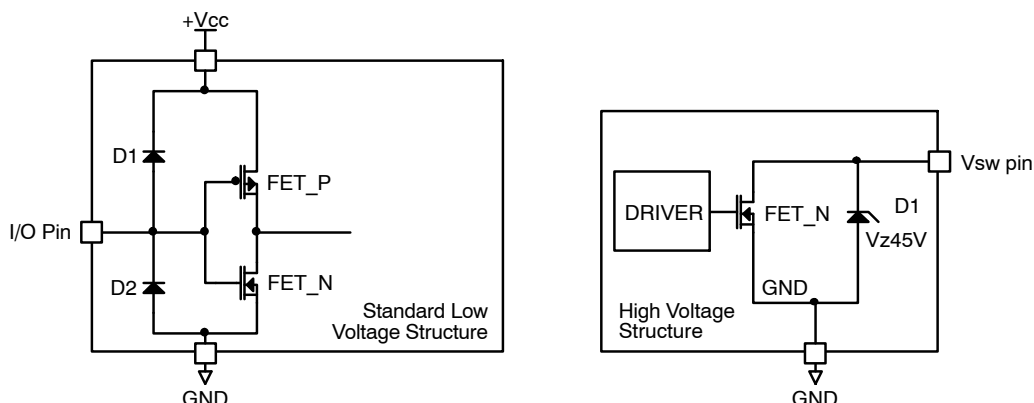 +Vcc
D1
FET_P
I/O Pin
D2
FET_N
Standard Low
Voltage Structure
GND
Vsw pin
DRIVER
FET_N
D1
Vz45V
GND
High Voltage
Structure
GND